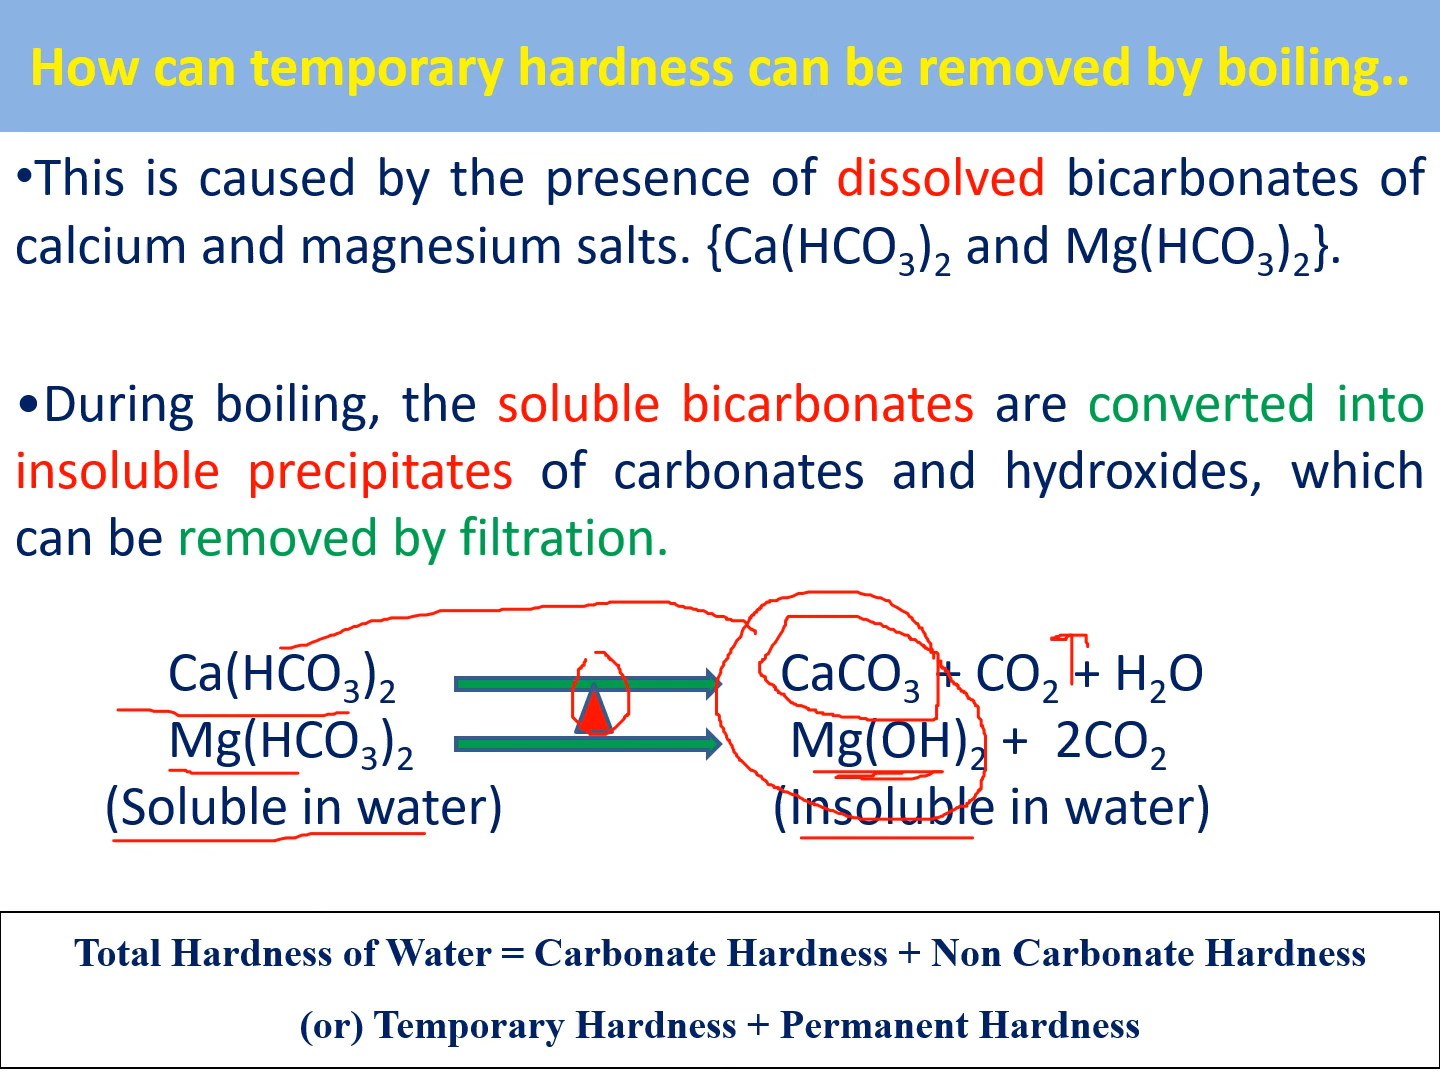 How can temporary hardness can be removed by boiling..
•This is caused by the presence of dissolved bicarbonates of
calcium and magnesium salts. {Ca(HCO₃)₂ and Mg(HCO₃)₂}.
•During boiling, the soluble bicarbonates are converted into
insoluble precipitates of carbonates and hydroxides, which
can be removed by filtration.
Ca(HCO₃)₂ CaCO₃ + CO₂ + H₂O
Mg(HCO₃)₂ Mg(OH)₂ + 2CO₂
(Soluble in water) (Insoluble in water)
Total Hardness of Water = Carbonate Hardness + Non Carbonate Hardness
(or) Temporary Hardness + Permanent Hardness